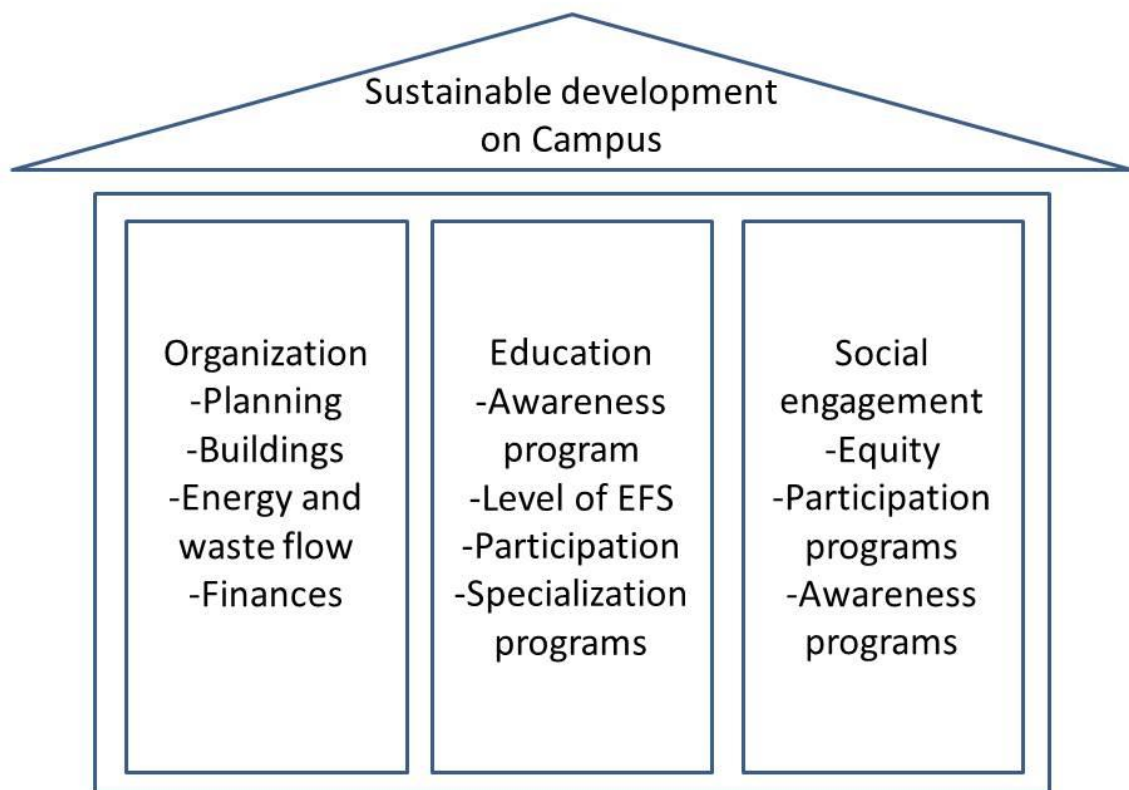 Sustainable development
on Campus
Organization
-Planning
-Buildings
-Energy and
waste flow
-Finances
Education
-Awareness
program
-Level of EFS
-Participation
-Specialization
programs
Social
engagement
-Equity
-Participation
programs
-Awareness
programs